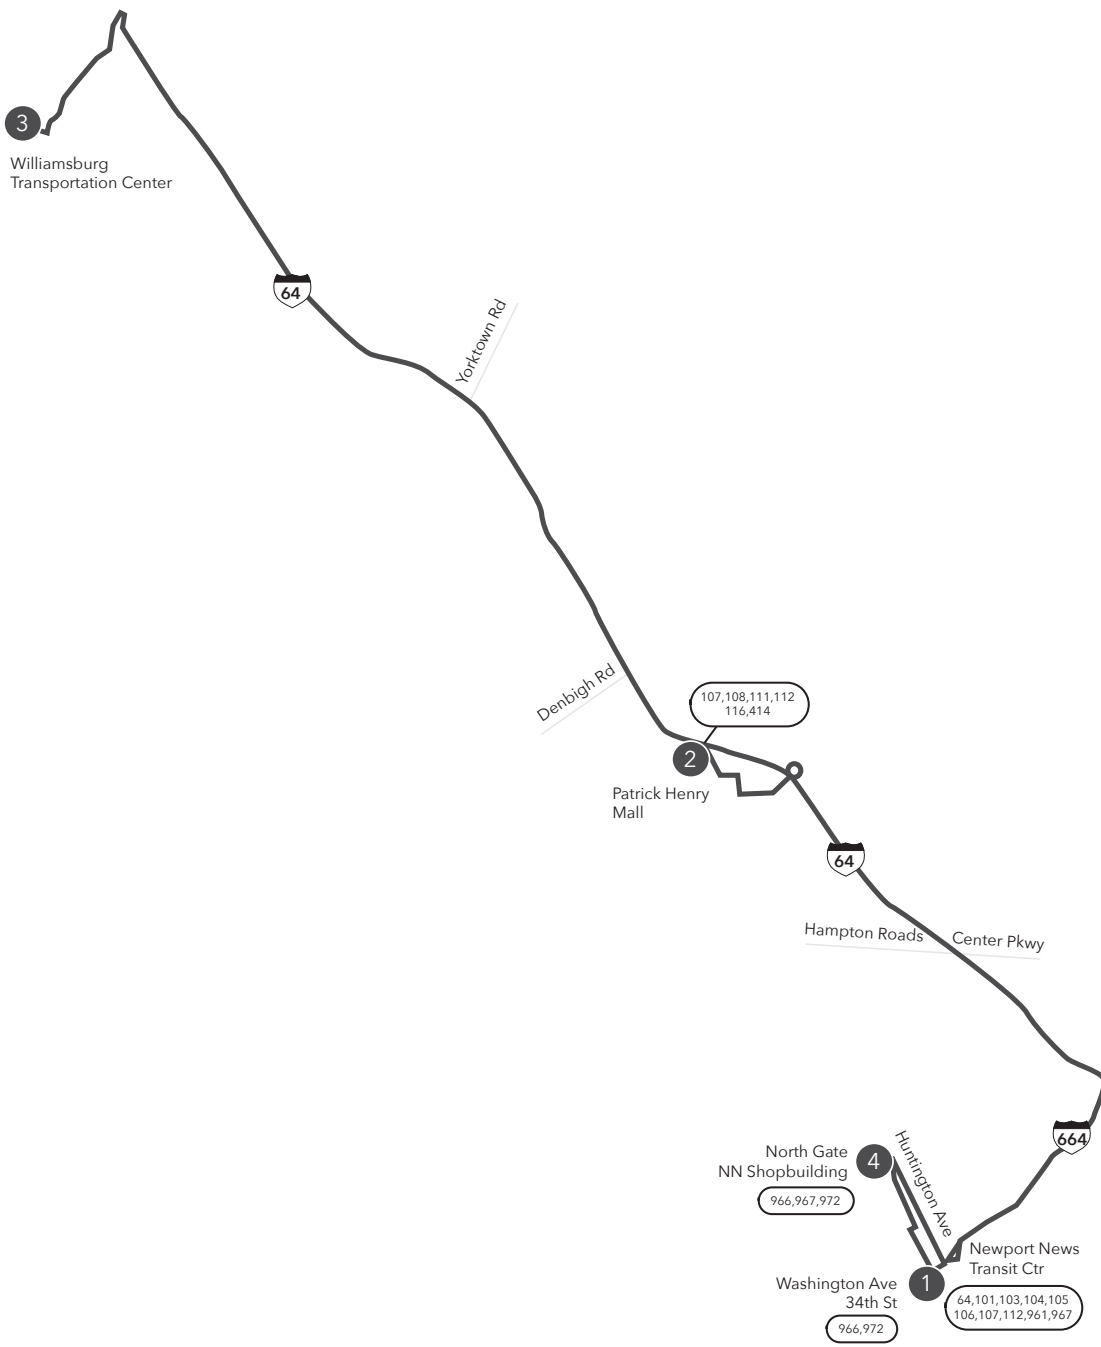 3
Williamsburg
Transportation Center
64
Yorktown Rd
Denbigh Rd
107,108,111,112
116,414
2
Patrick Henry
Mall
64
Hampton Roads
Center Pkwy
664
Huntington Ave
North Gate
NN Shopbuilding
4
966,967,972
Newport News
Transit Ctr
Washington Ave
34th St
1
64,101,103,104,105
106,107,112,961,967
966,972